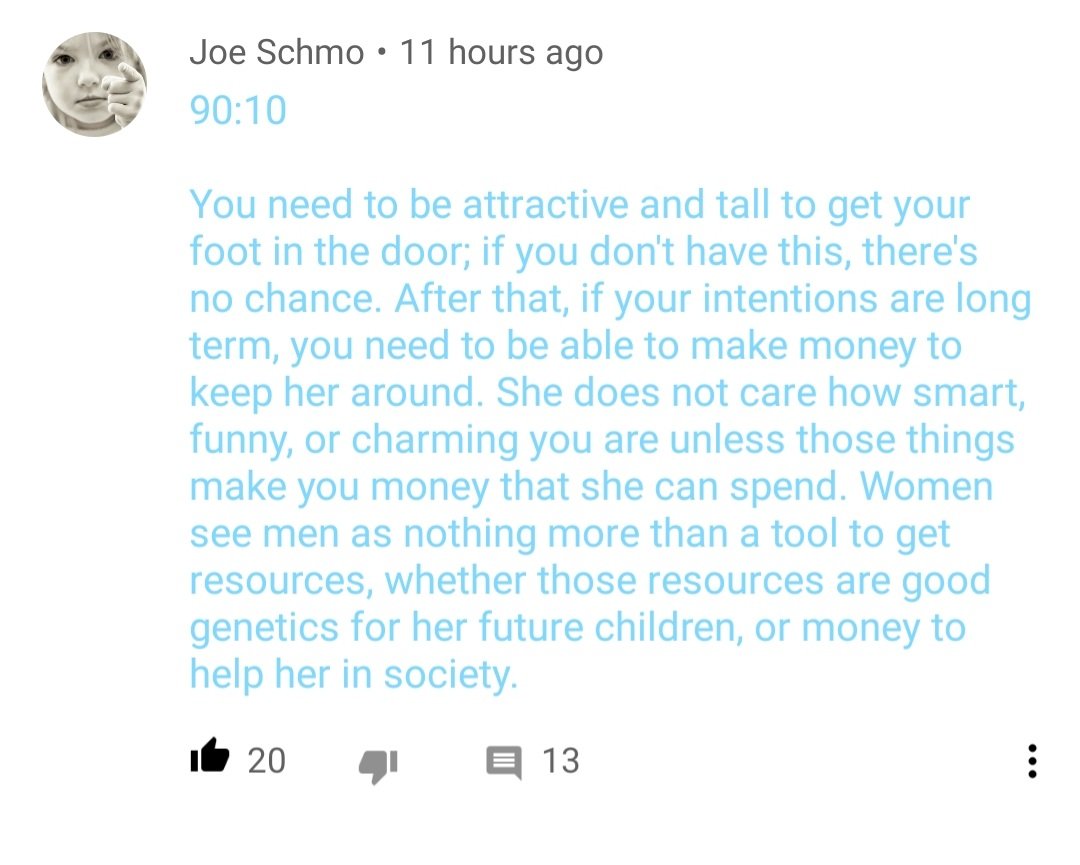 Joe Schmo • 11 hours ago
90:10
You need to be attractive and tall to get your
foot in the door; if you don't have this, there's
no chance. After that, if your intentions are long
term, you need to be able to make money to
keep her around. She does not care how smart,
funny, or charming you are unless those things
make you money that she can spend. Women
see men as nothing more than a tool to get
resources, whether those resources are good
genetics for her future children, or money to
help her in society.
20 13